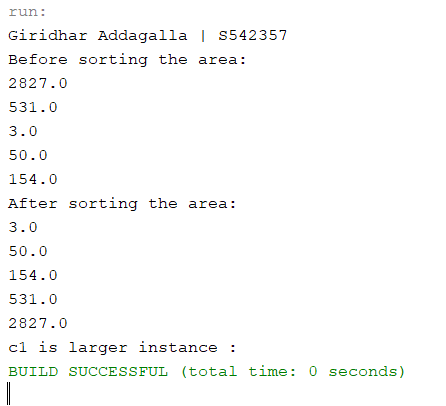 run:
Giridhar Addagalla | S542357
Before sorting the area:
2827.0
531.0
3.0
50.0
154.0
After sorting the area:
3.0
50.0
154.0
531.0
2827.0
c1 is larger instance :
BUILD SUCCESSFUL (total time: 0 seconds)